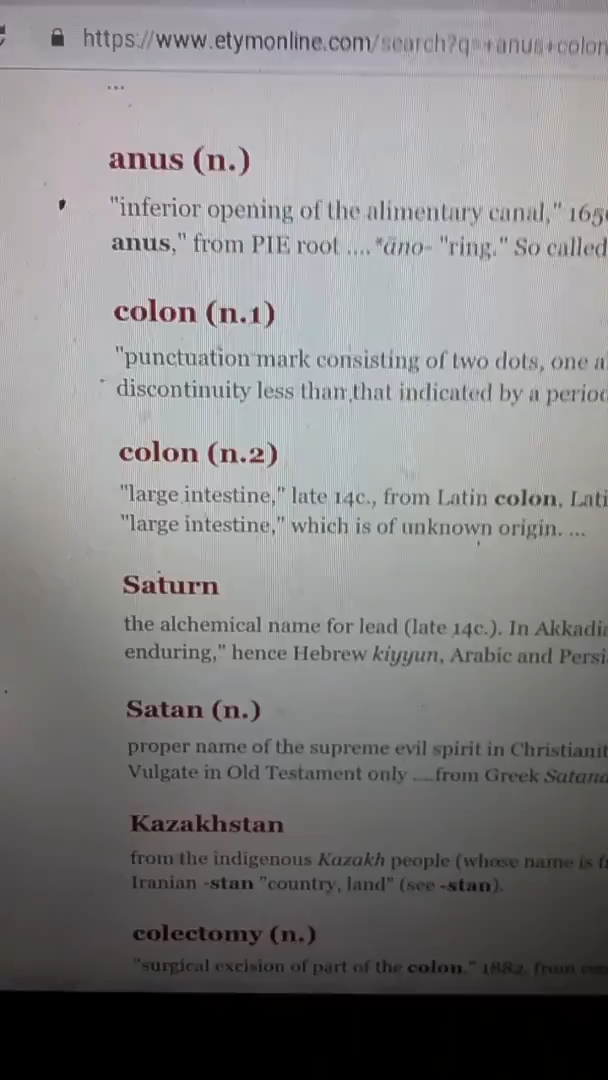 https://www.etymonline.com/search?q=+anus+colon
...
anus (n.)
"inferior opening of the alimentary canal," 165
anus," from PIE root .... *āno- "ring." So called
colon (n.1)
"punctuation mark consisting of two dots, one a
discontinuity less than that indicated by a period
colon (n.2)
"large intestine," late 14c., from Latin colon, Lati
"large intestine," which is of unknown origin. ...
Saturn
the alchemical name for lead (late 14c.). In Akkadia
enduring," hence Hebrew kiyyun, Arabic and Persi
Satan (n.)
proper name of the supreme evil spirit in Christianit
Vulgate in Old Testament only ....from Greek Satana
Kazakhstan
from the indigenous Kazakh people (whose name is f
Iranian -stan "country, land" (see -stan).
colectomy (n.)
"surgical excision of part of the colon," 1882, from